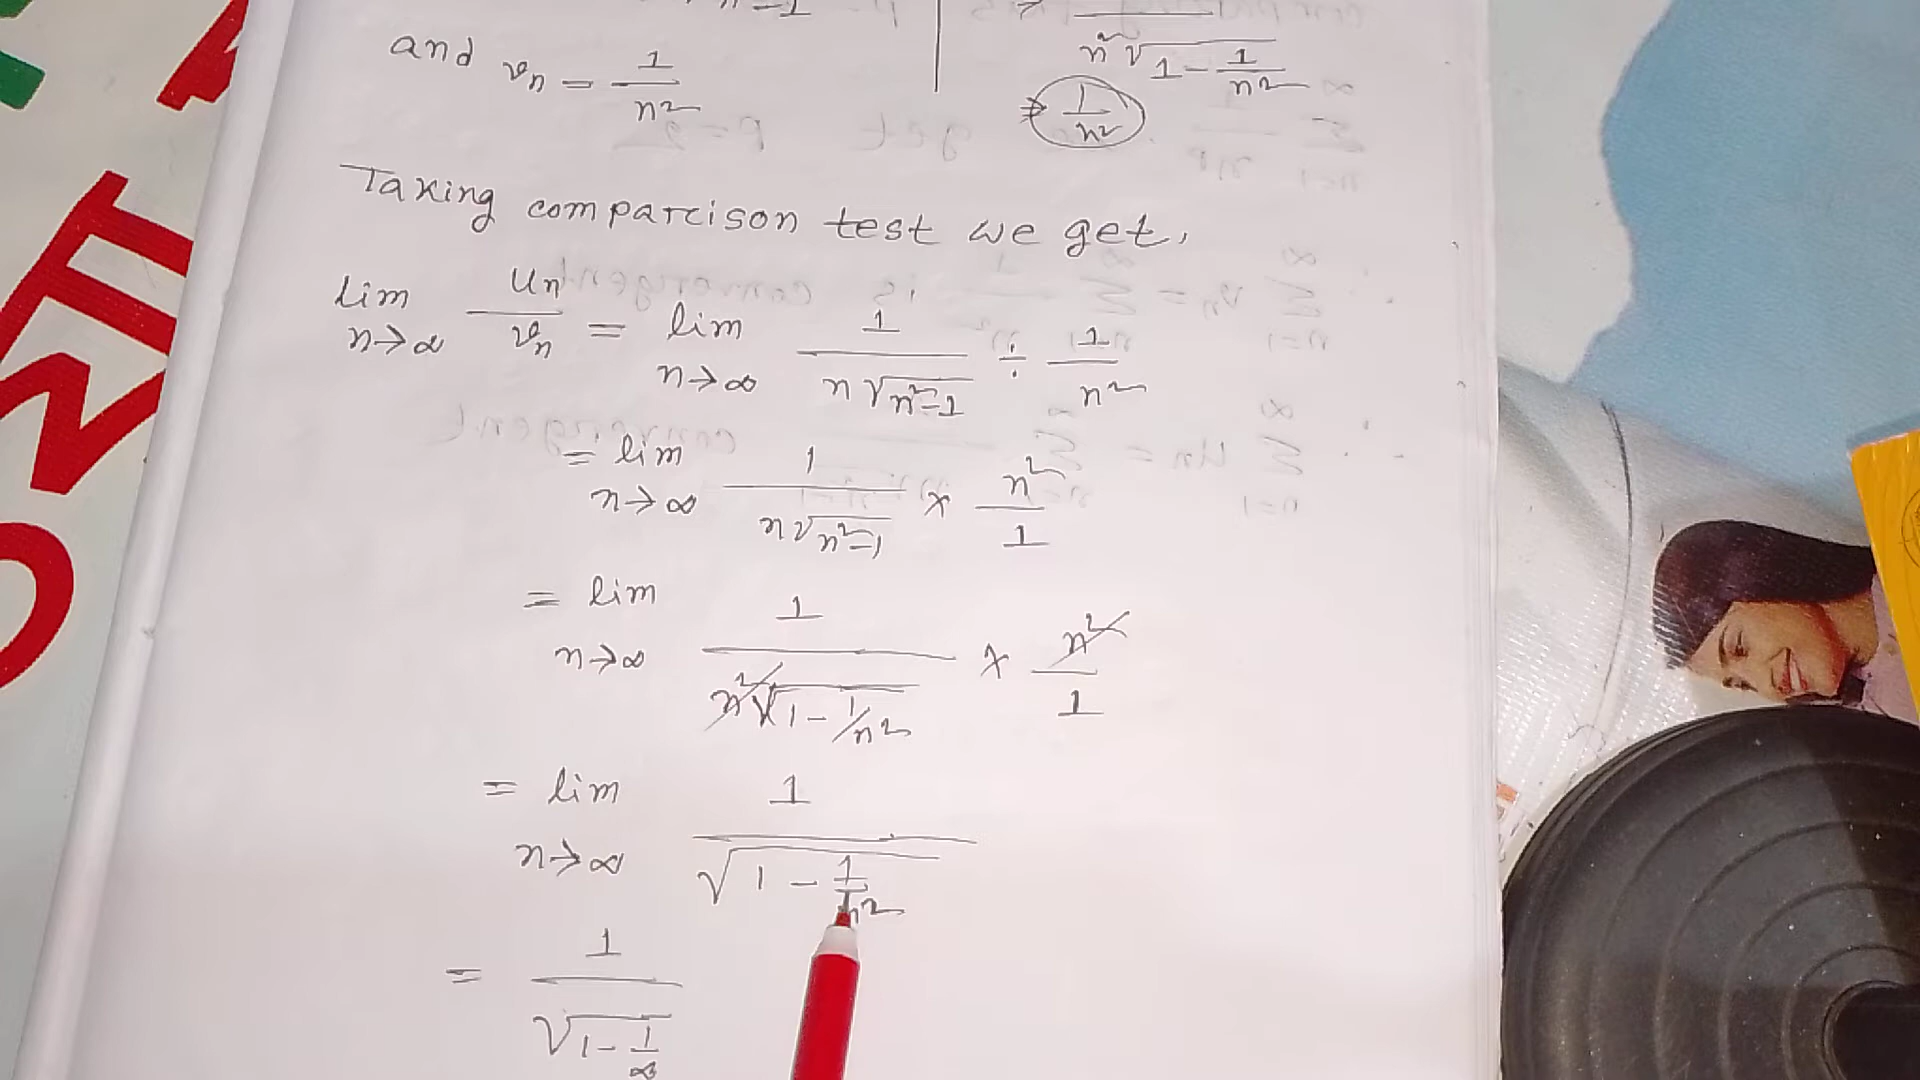 n² √1 - 1/n²
and vn = 1/n²
⇒ 1/n²
Taking comparcison test we get,
lim n→∞ Un/vn = lim n→∞ 1/n√n²-1 ÷ 1/n²
= lim n→∞ 1/n√n²-1 × n²/1
= lim n→∞ 1/n²√1-1/n² × n²/1
= lim n→∞ 1/√1 - 1/n²
= 1/√1 - 1/∞